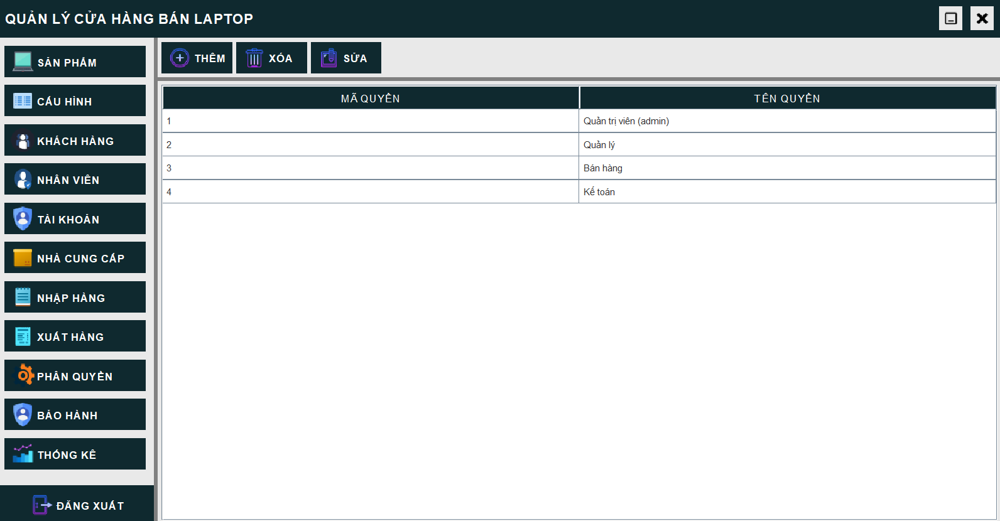 QUẢN LÝ CỬA HÀNG BÁN LAPTOP
SẢN PHẨM
CẤU HÌNH
KHÁCH HÀNG
NHÂN VIÊN
TÀI KHOẢN
NHÀ CUNG CẤP
NHẬP HÀNG
XUẤT HÀNG
PHÂN QUYỀN
BẢO HÀNH
THỐNG KÊ
ĐĂNG XUẤT
THÊM XÓA SỬA
MÃ QUYỀN TÊN QUYỀN
1 Quản trị viên (admin)
2 Quản lý
3 Bán hàng
4 Kế toán